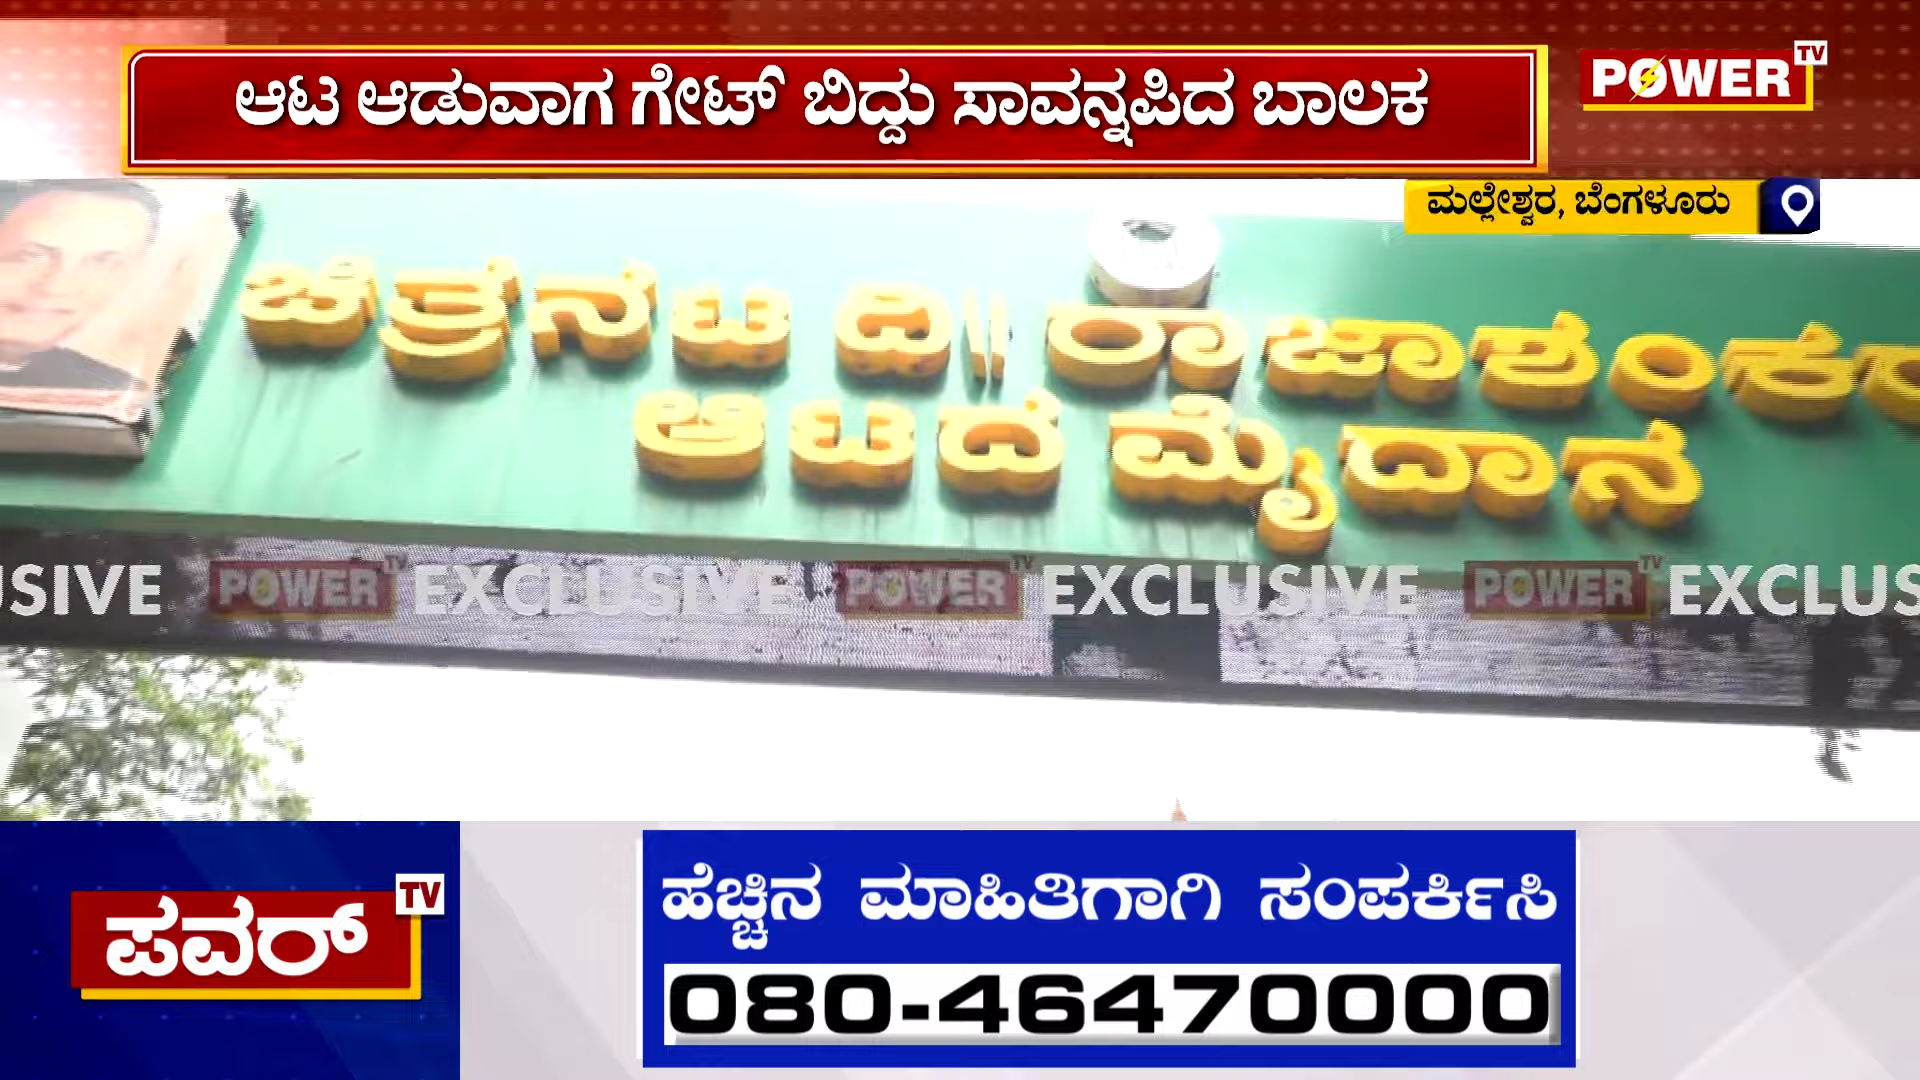 ಆಟ ಆಡುವಾಗ ಗೇಟ್ ಬಿದ್ದು ಸಾವನ್ನಪಿದ ಬಾಲಕ
POWER TV
ಮಲ್ಲೇಶ್ವರ, ಬೆಂಗಳೂರು
ಚಿತ್ರನಟ ದಿ|| ರಾಜಾಶಂಕರ
ಆಟದ ಮೈದಾನ
USIVE POWER TV EXCLUSIVE POWER TV EXCLUSIVE POWER TV EXCLUS
ಪವರ್ TV
ಹೆಚ್ಚಿನ ಮಾಹಿತಿಗಾಗಿ ಸಂಪರ್ಕಿಸಿ
080-46470000